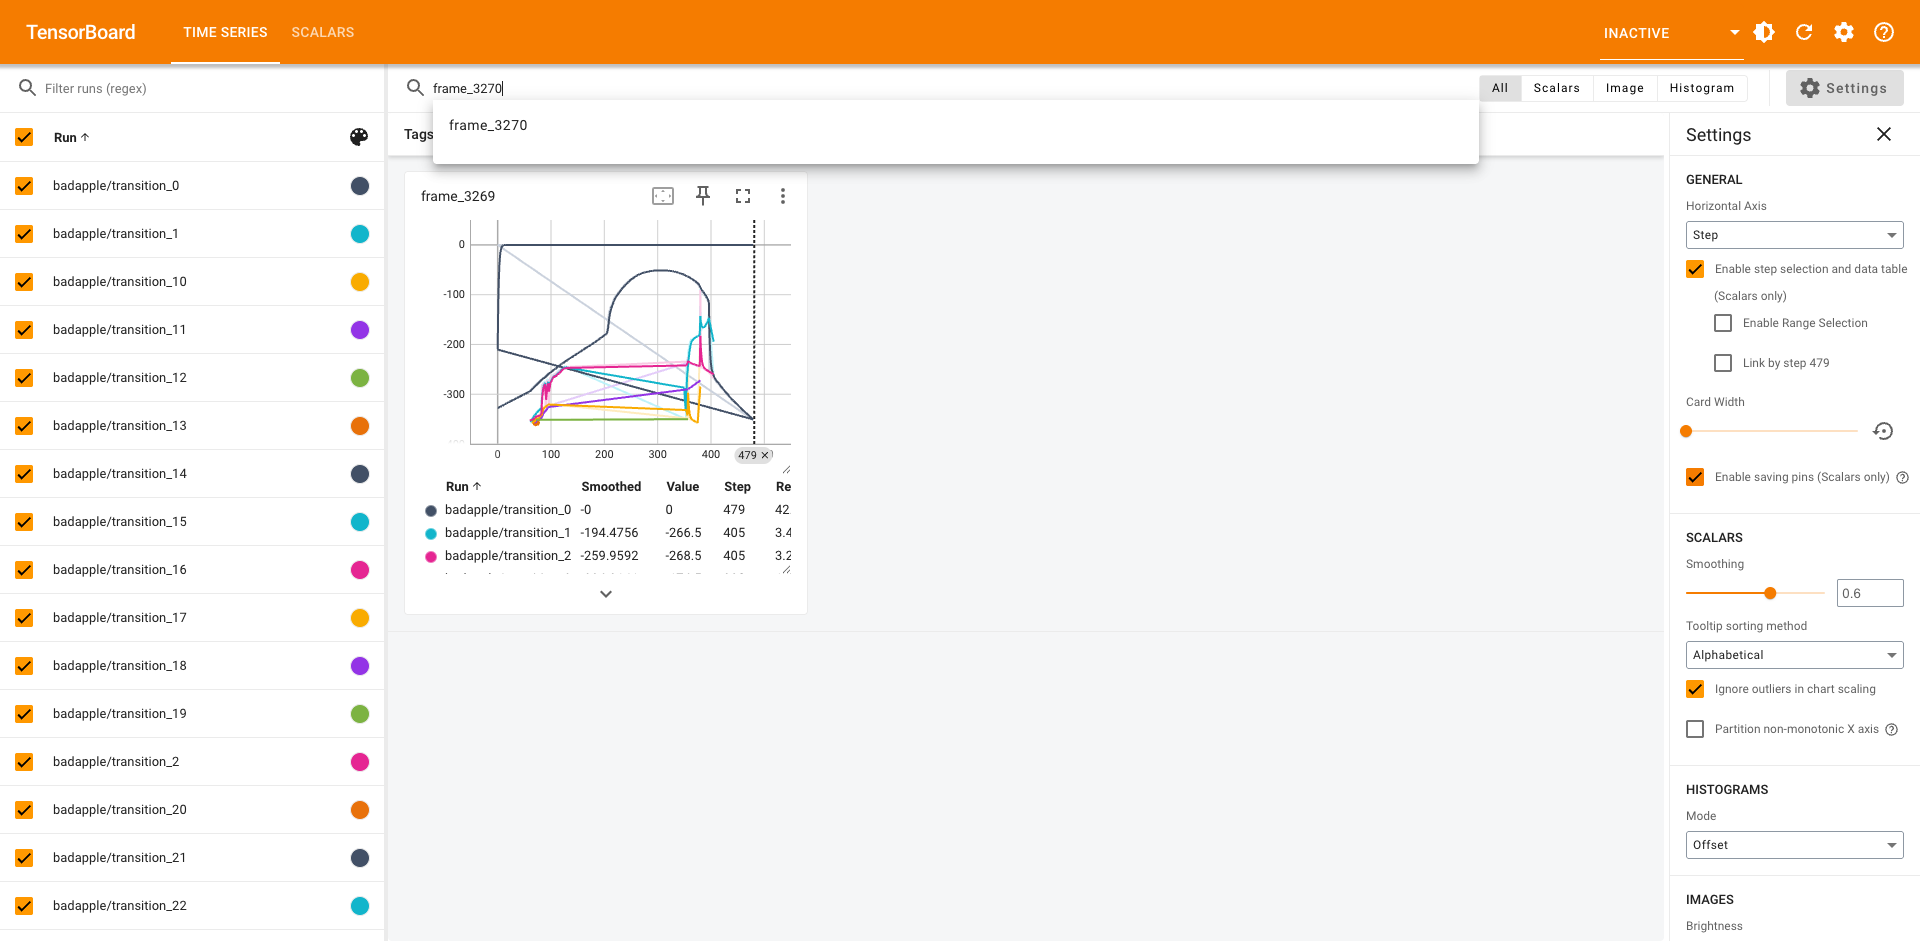 TensorBoard TIME SERIES SCALARS INACTIVE
Filter runs (regex)
frame_3270
All Scalars Image Histogram
Settings
frame_3270
Tags
Run
badapple/transition_0
badapple/transition_1
badapple/transition_10
badapple/transition_11
badapple/transition_12
badapple/transition_13
badapple/transition_14
badapple/transition_15
badapple/transition_16
badapple/transition_17
badapple/transition_18
badapple/transition_19
badapple/transition_2
badapple/transition_20
badapple/transition_21
badapple/transition_22
frame_3269
0
-100
-200
-300
0 100 200 300 400 479
Run Smoothed Value Step Re
badapple/transition_0 -0 0 479 42.
badapple/transition_1 -194.4756 -266.5 405 3.4
badapple/transition_2 -259.9592 -268.5 405 3.2
Settings
GENERAL
Horizontal Axis
Step
Enable step selection and data table
(Scalars only)
Enable Range Selection
Link by step 479
Card Width
Enable saving pins (Scalars only)
SCALARS
Smoothing
0.6
Tooltip sorting method
Alphabetical
Ignore outliers in chart scaling
Partition non-monotonic X axis
HISTOGRAMS
Mode
Offset
IMAGES
Brightness